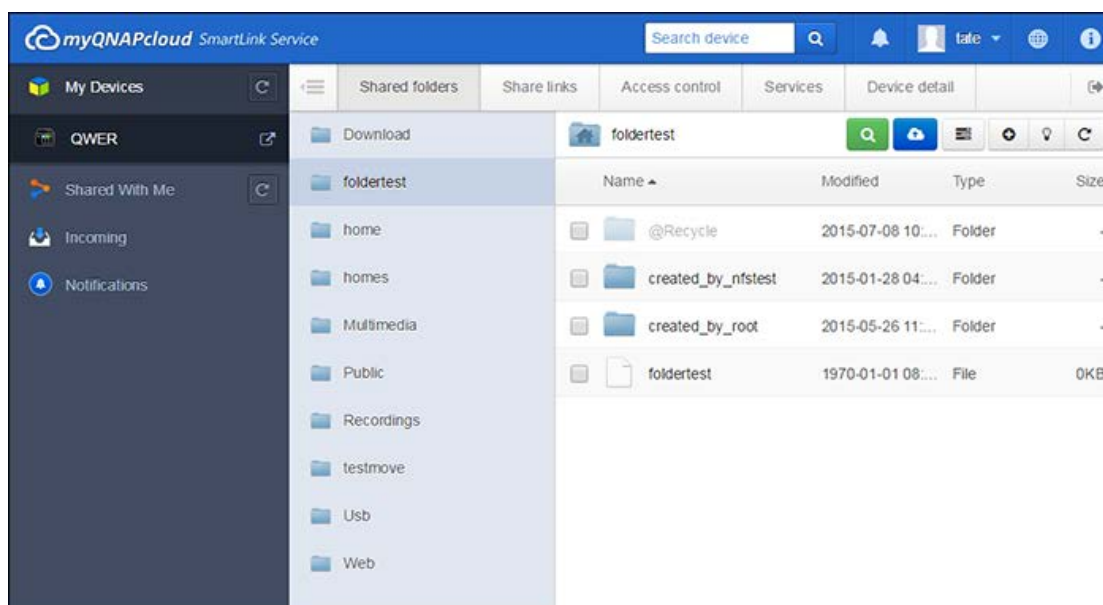 myQNAPcloud SmartLink Service
Search device
tate
My Devices
QWER
Shared With Me
Incoming
Notifications
Shared folders
Share links
Access control
Services
Device detail
Download
foldertest
home
homes
Multimedia
Public
Recordings
testmove
Usb
Web
foldertest
Name Modified Type Size
@Recycle 2015-07-08 10:... Folder -
created_by_nfstest 2015-01-28 04:... Folder -
created_by_root 2015-05-26 11:... Folder -
foldertest 1970-01-01 08:... File 0KB